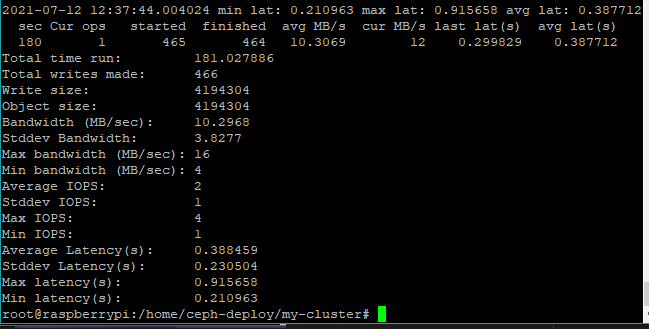 2021-07-12 12:37:44.004024 min lat: 0.210963 max lat: 0.915658 avg lat: 0.387712
sec Cur ops started finished avg MB/s cur MB/s last lat(s) avg lat(s)
180 1 465 464 10.3069 12 0.299829 0.387712
Total time run: 181.027886
Total writes made: 466
Write size: 4194304
Object size: 4194304
Bandwidth (MB/sec): 10.2968
Stddev Bandwidth: 3.8277
Max bandwidth (MB/sec): 16
Min bandwidth (MB/sec): 4
Average IOPS: 2
Stddev IOPS: 1
Max IOPS: 4
Min IOPS: 1
Average Latency(s): 0.388459
Stddev Latency(s): 0.230504
Max latency(s): 0.915658
Min latency(s): 0.210963
root@raspberrypi:/home/ceph-deploy/my-cluster#